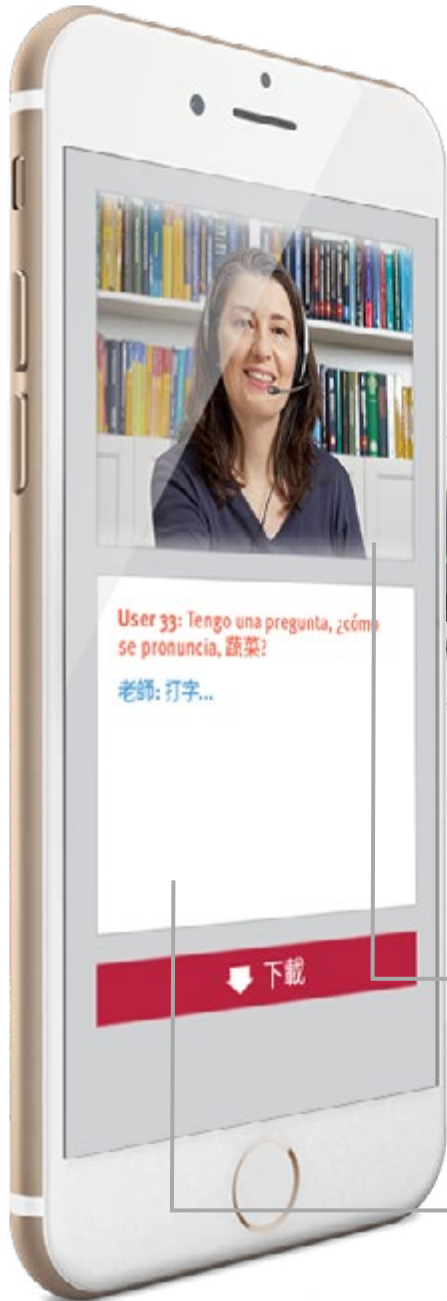 User 33: Tengo una pregunta, ¿cómo
se pronuncia, 蔬菜?
老師: 打字...
下載